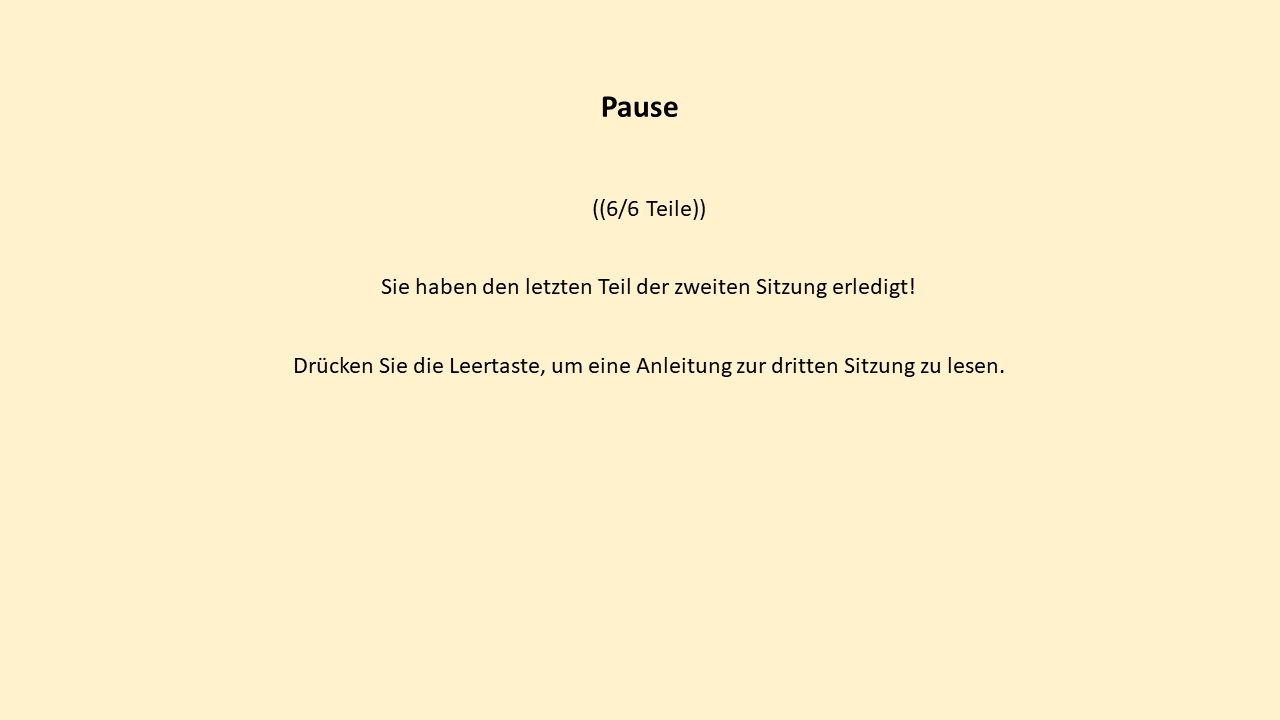 Pause
((6/6 Teile))
Sie haben den letzten Teil der zweiten Sitzung erledigt!
Drücken Sie die Leertaste, um eine Anleitung zur dritten Sitzung zu lesen.